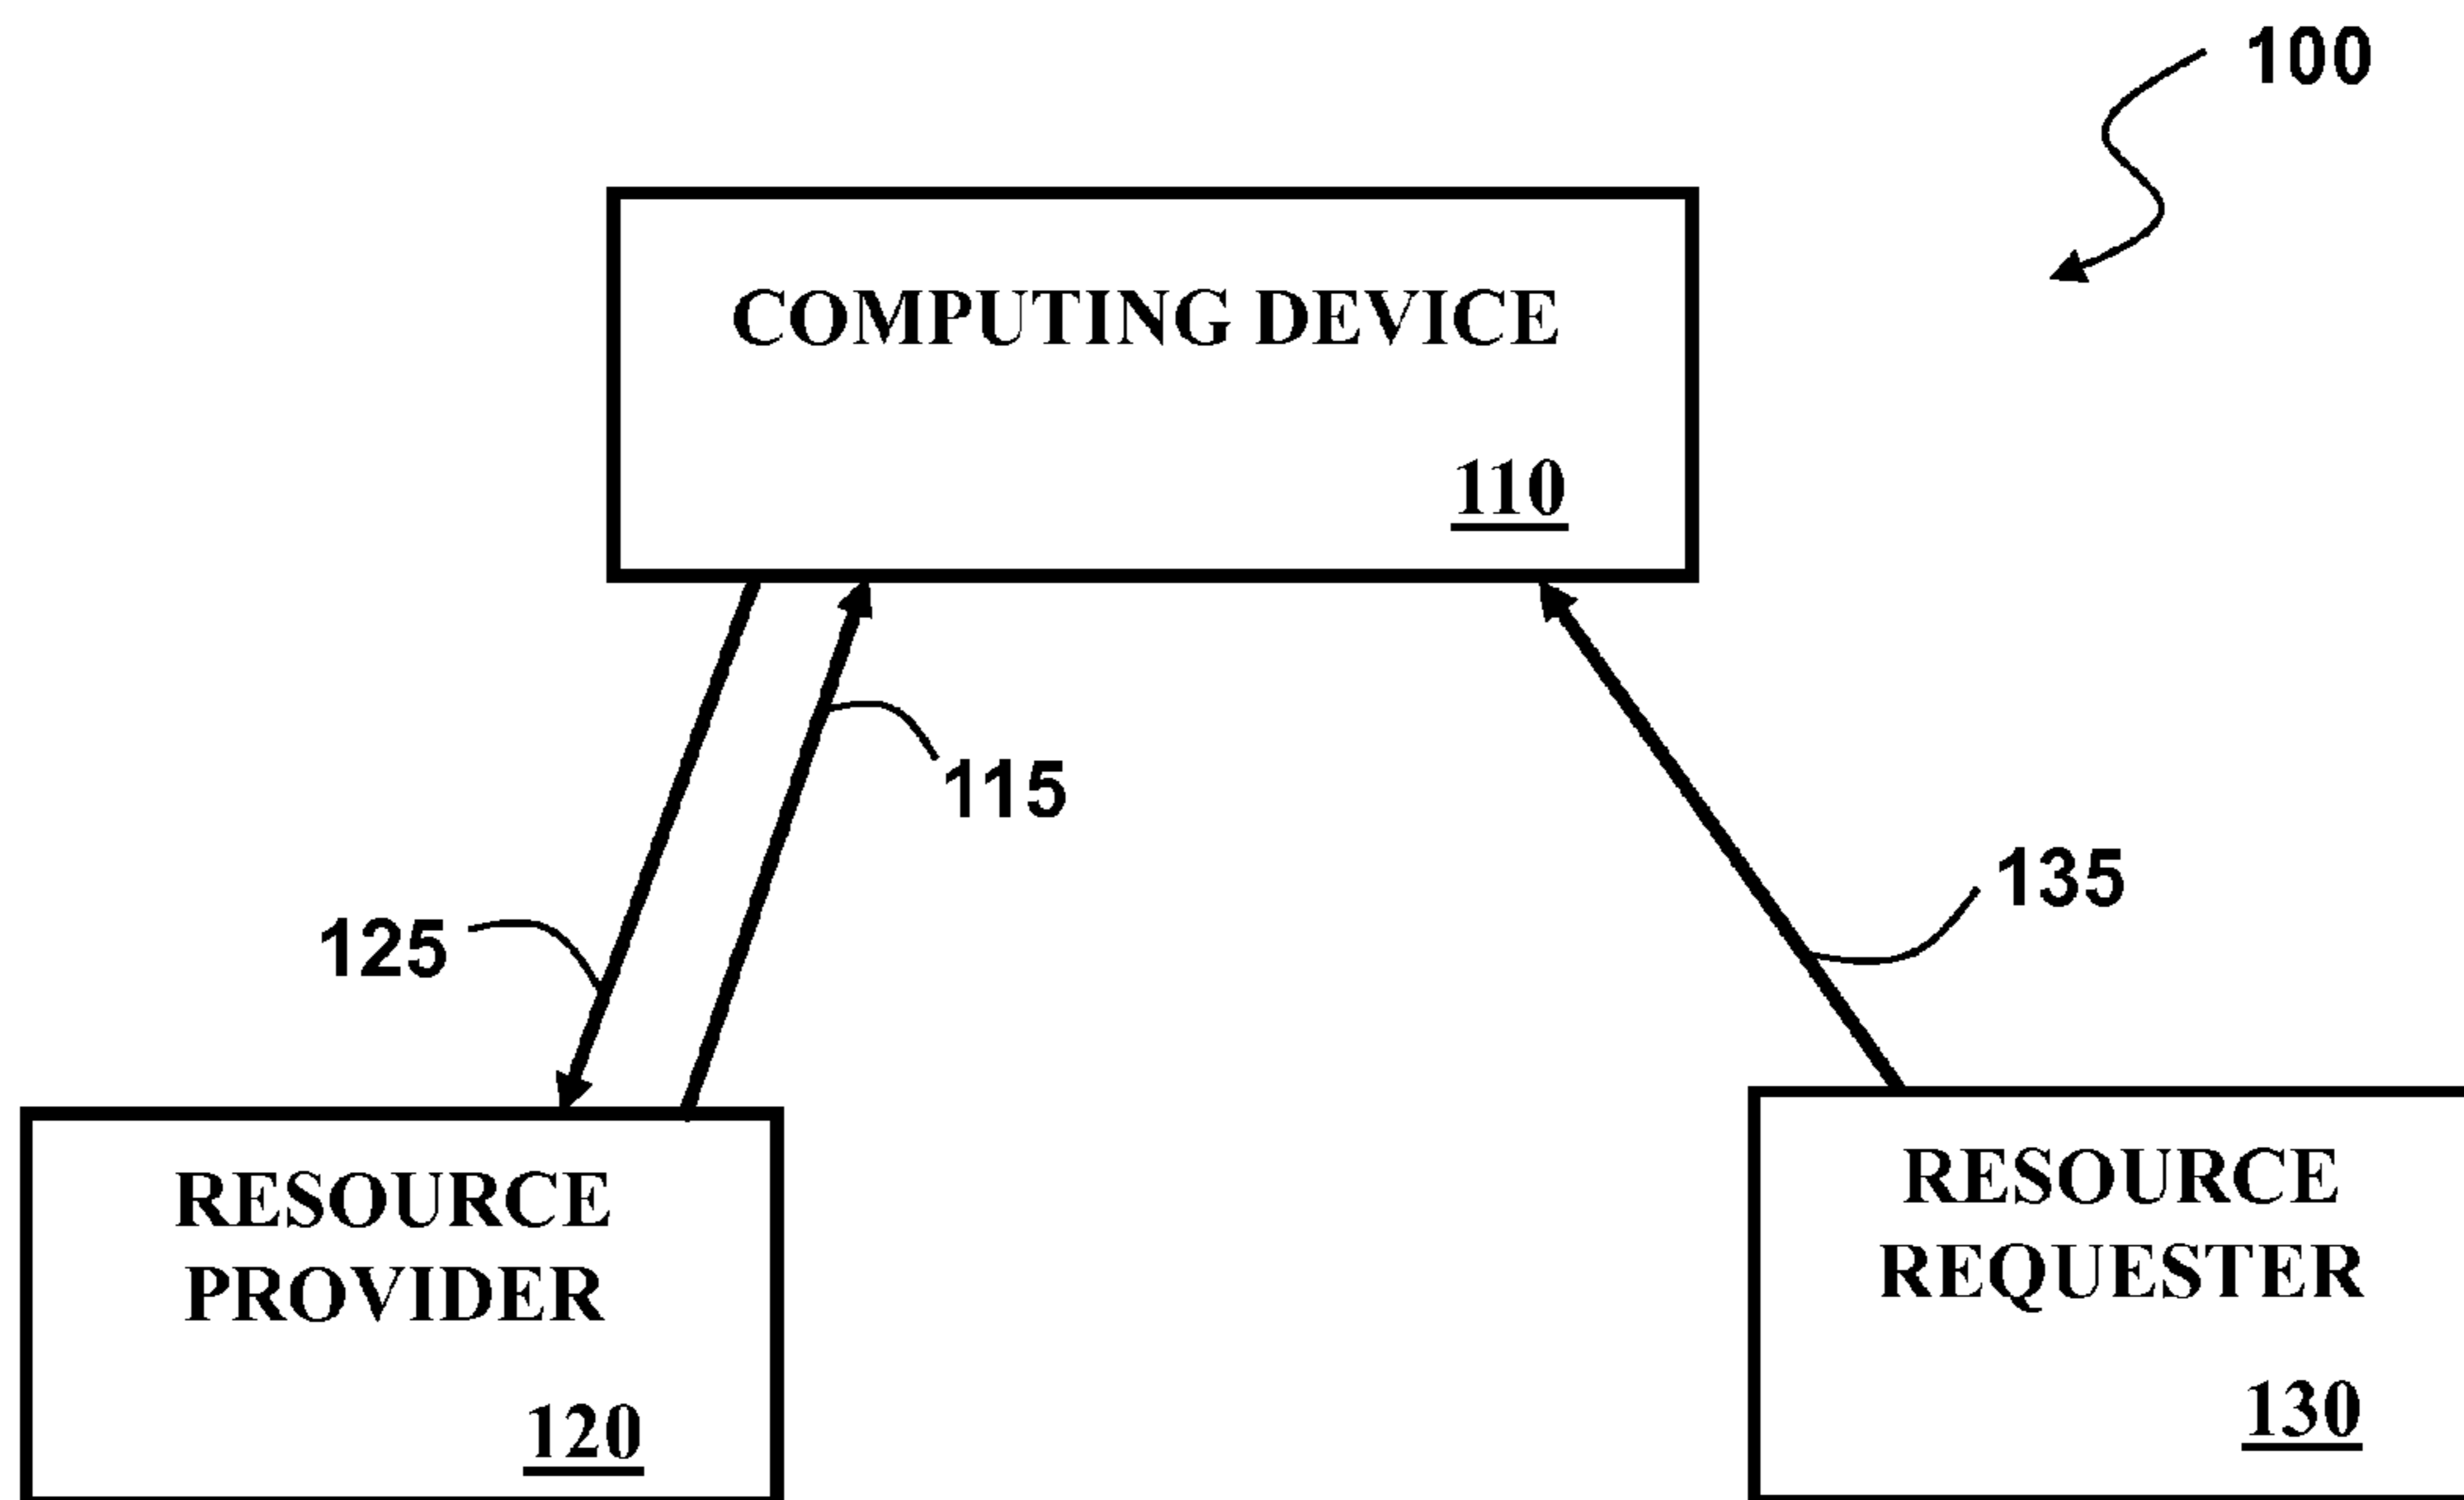 100
COMPUTING DEVICE
110
115
125
135
RESOURCE
PROVIDER
120
RESOURCE
REQUESTER
130